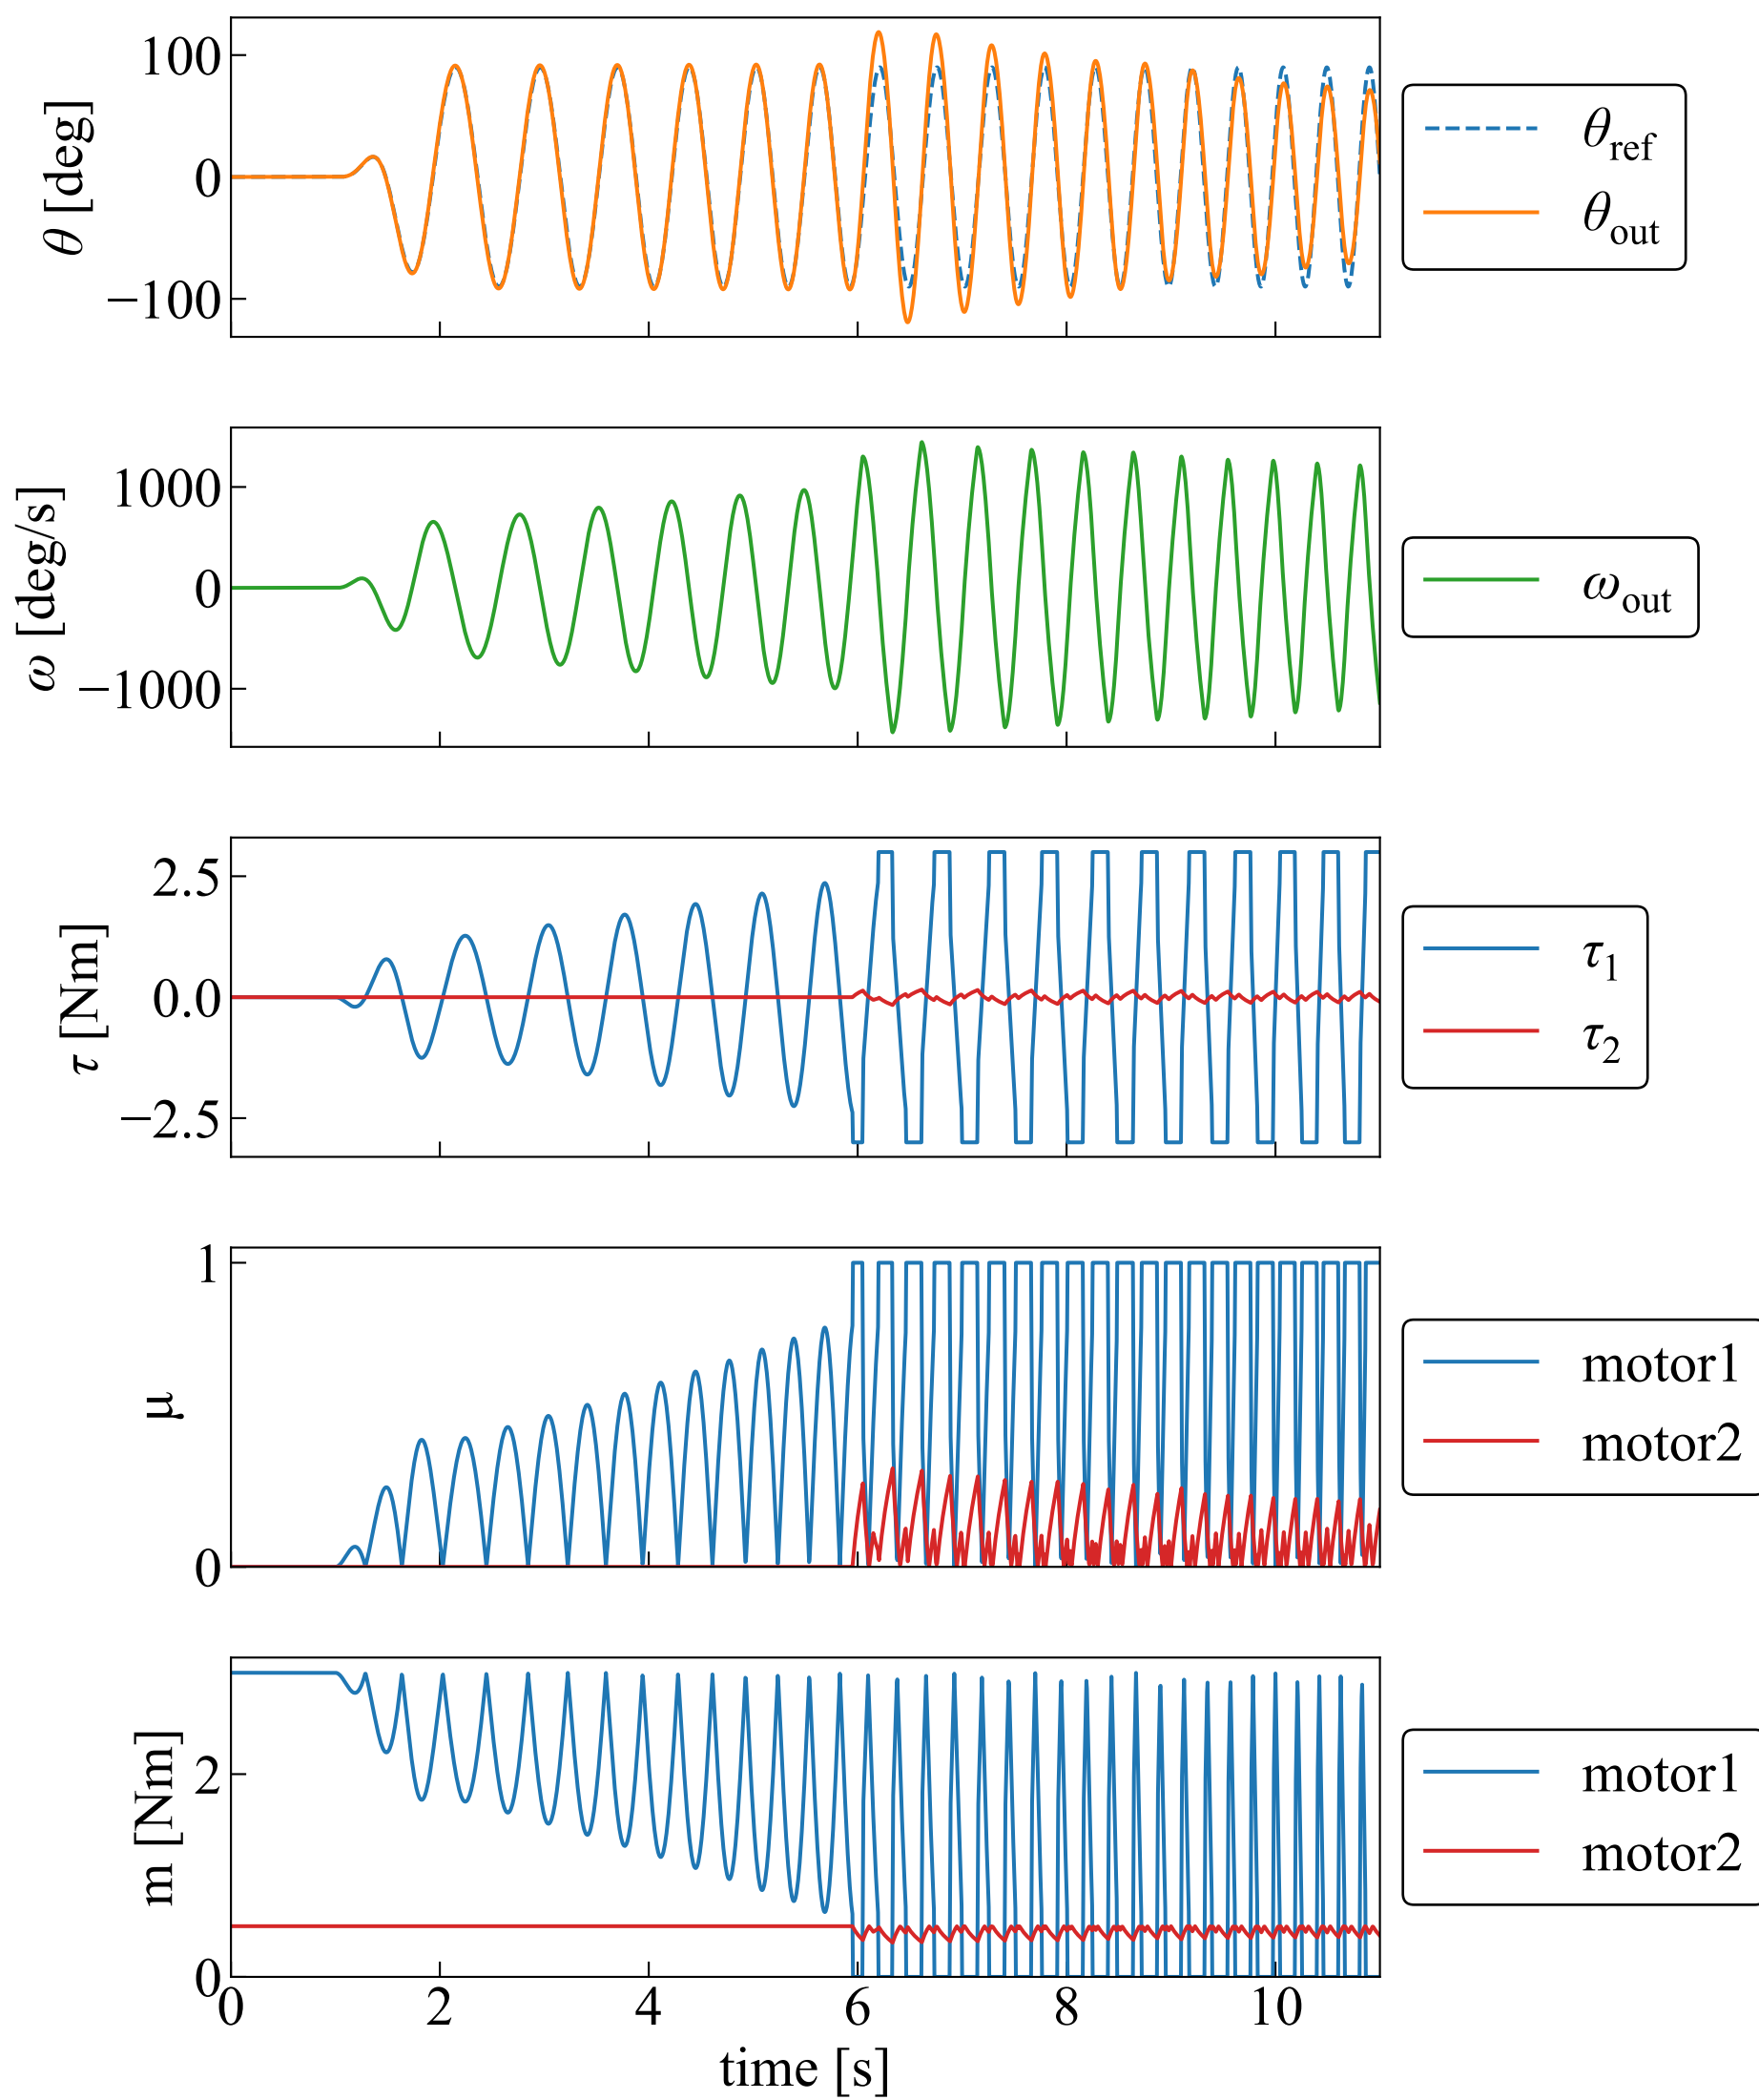 θ [deg]
100
0
−100
θref
θout
ω [deg/s]
1000
0
−1000
ωout
τ [Nm]
2.5
0.0
−2.5
τ1
τ2
μ
1
0
motor1
motor2
m [Nm]
2
0
motor1
motor2
0 2 4 6 8 10
time [s]